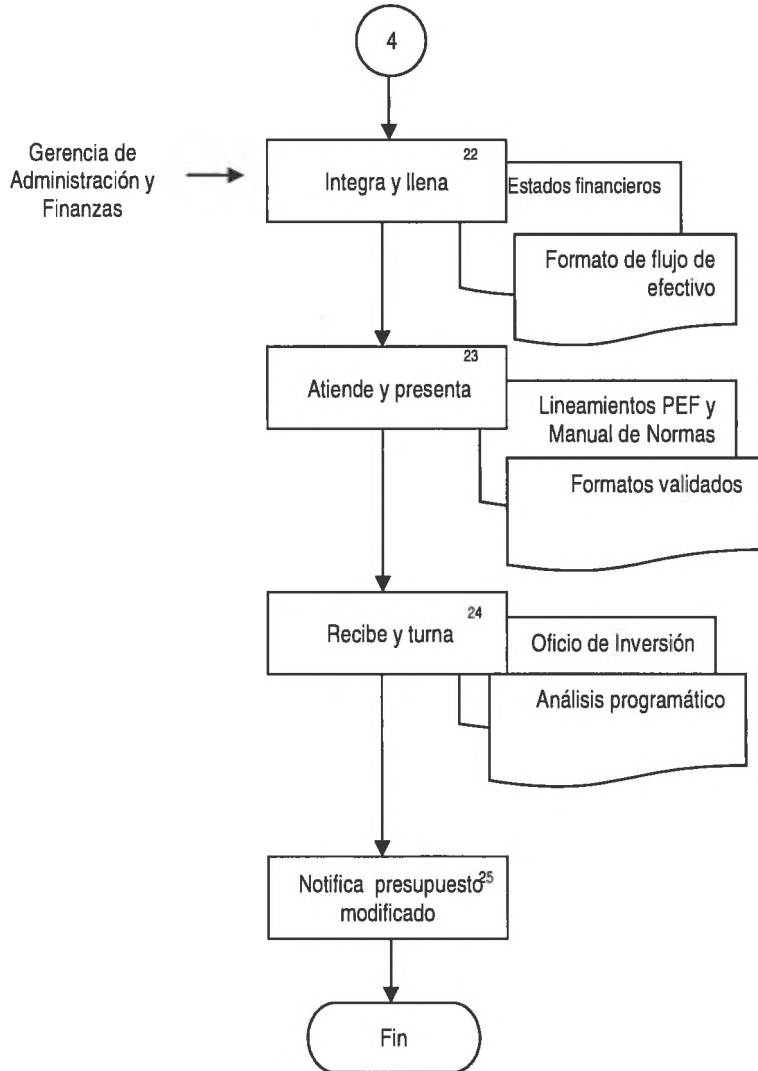 4
Gerencia de
Administración y
Finanzas
22
Integra y llena
Estados financieros
Formato de flujo de
efectivo
23
Atiende y presenta
Lineamientos PEF y
Manual de Normas
Formatos validados
24
Recibe y turna
Oficio de Inversión
Análisis programático
25
Notifica presupuesto
modificado
Fin